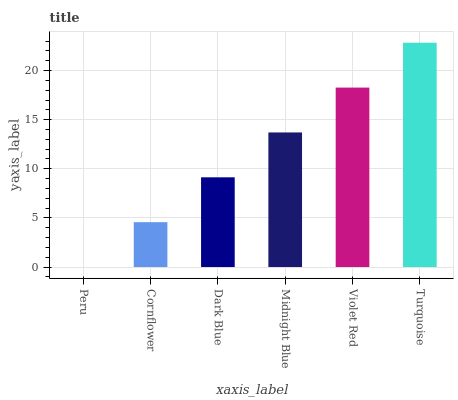 title
yaxis_label
20
15
10
5
0
Peru
Cornflower
Dark Blue
Midnight Blue
Violet Red
Turquoise
xaxis_label